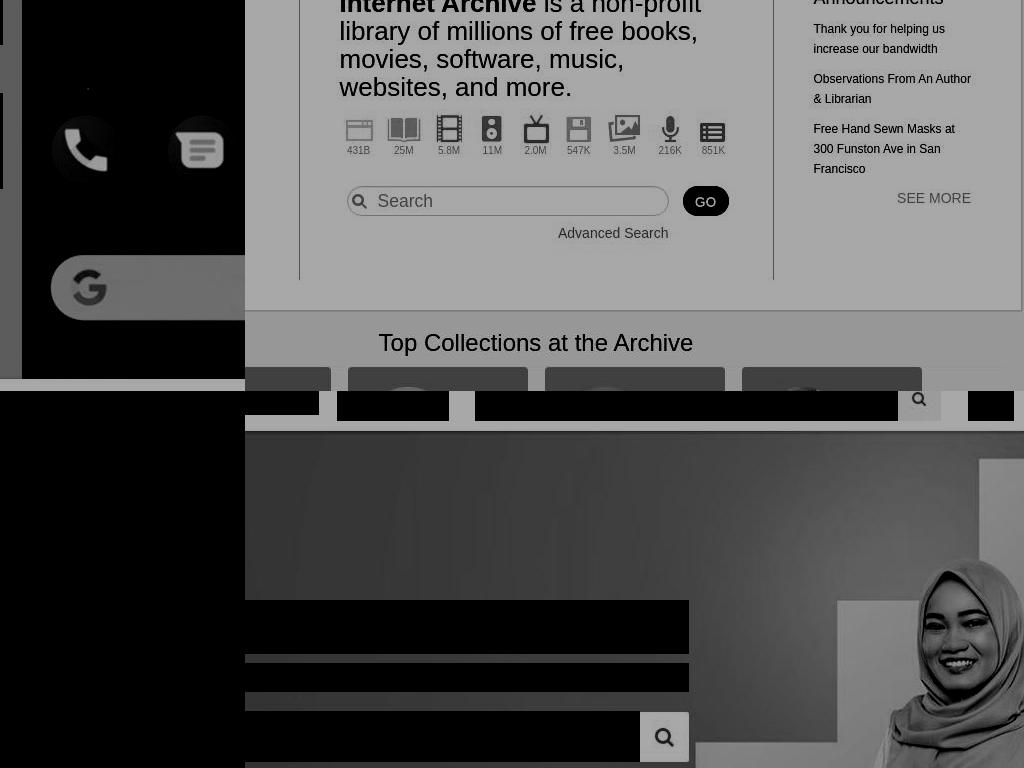 Internet Archive is a non-profit
library of millions of free books,
movies, software, music,
websites, and more.
431B 25M 5.8M 11M 2.0M 547K 3.5M 216K 851K
Search GO
Advanced Search
Announcements
Thank you for helping us
increase our bandwidth
Observations From An Author
& Librarian
Free Hand Sewn Masks at
300 Funston Ave in San
Francisco
SEE MORE
G
Top Collections at the Archive